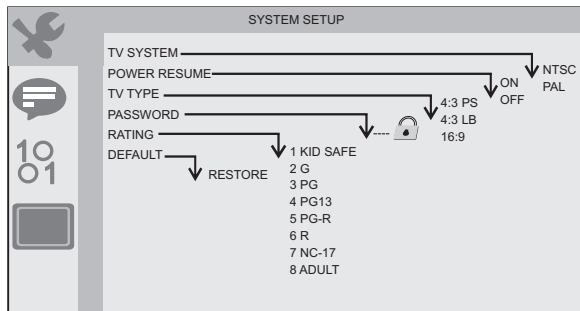 SYSTEM SETUP
TV SYSTEM
NTSC
PAL
POWER RESUME
ON
OFF
TV TYPE
4:3 PS
4:3 LB
16:9
PASSWORD
----
RATING
1 KID SAFE
2 G
3 PG
4 PG13
5 PG-R
6 R
7 NC-17
8 ADULT
DEFAULT
RESTORE
10
01